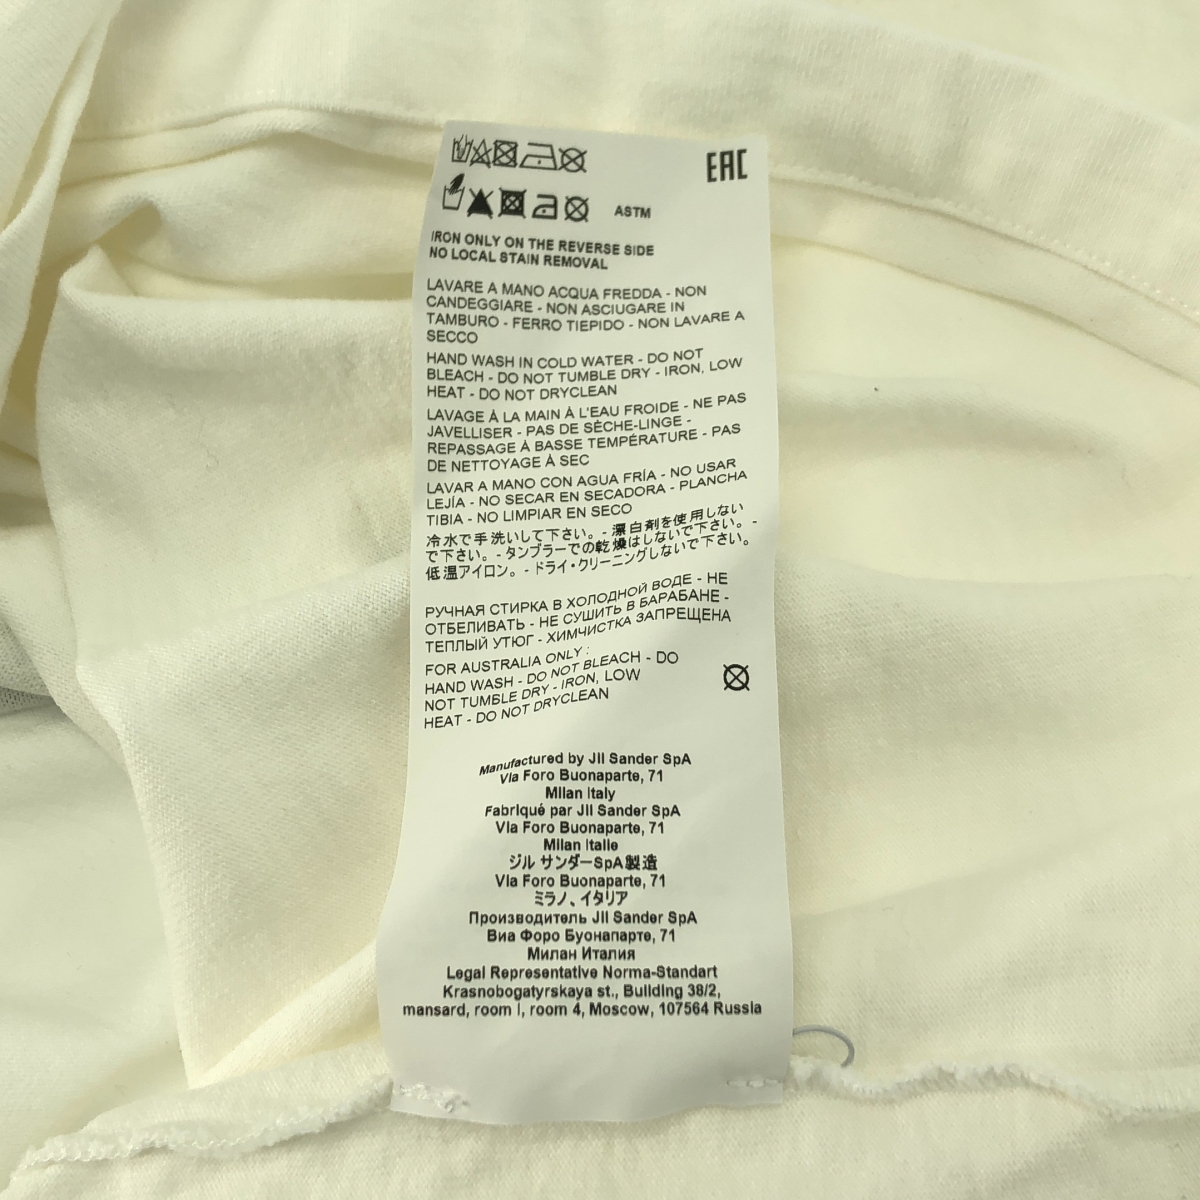 EAC
ASTM
IRON ONLY ON THE REVERSE SIDE
NO LOCAL STAIN REMOVAL
LAVARE A MANO ACQUA FREDDA - NON
CANDEGGIARE - NON ASCIUGARE IN
TAMBURO - FERRO TIEPIDO - NON LAVARE A
SECCO
HAND WASH IN COLD WATER - DO NOT
BLEACH - DO NOT TUMBLE DRY - IRON, LOW
HEAT - DO NOT DRYCLEAN
LAVAGE À LA MAIN À L'EAU FROIDE - NE PAS
JAVELLISER - PAS DE SÈCHE-LINGE -
REPASSAGE À BASSE TEMPÉRATURE - PAS
DE NETTOYAGE À SEC
LAVAR A MANO CON AGUA FRÍA - NO USAR
LEJÍA - NO SECAR EN SECADORA - PLANCHA
TIBIA - NO LIMPIAR EN SECO
冷水で手洗いして下さい。- 漂白剤を使用しない
で下さい。- タンブラーでの乾燥はしないで下さい。-
低温アイロン。- ドライ・クリーニングしないで下さい。
РУЧНАЯ СТИРКА В ХОЛОДНОЙ ВОДЕ - НЕ
ОТБЕЛИВАТЬ - НЕ СУШИТЬ В БАРАБАНЕ -
ТЕПЛЫЙ УТЮГ - ХИМЧИСТКА ЗАПРЕЩЕНА
FOR AUSTRALIA ONLY :
HAND WASH - DO NOT BLEACH - DO
NOT TUMBLE DRY - IRON, LOW
HEAT - DO NOT DRYCLEAN
Manufactured by Jil Sander SpA
Via Foro Buonaparte, 71
Milan Italy
Fabriqué par Jil Sander SpA
Via Foro Buonaparte, 71
Milan Italie
ジル サンダーSpA製造
Via Foro Buonaparte, 71
ミラノ、イタリア
Производитель Jil Sander SpA
Виа Форо Буонапарте, 71
Милан Италия
Legal Representative Norma-Standart
Krasnobogatyrskaya st., Building 38/2,
mansard, room I, room 4, Moscow, 107564 Russia